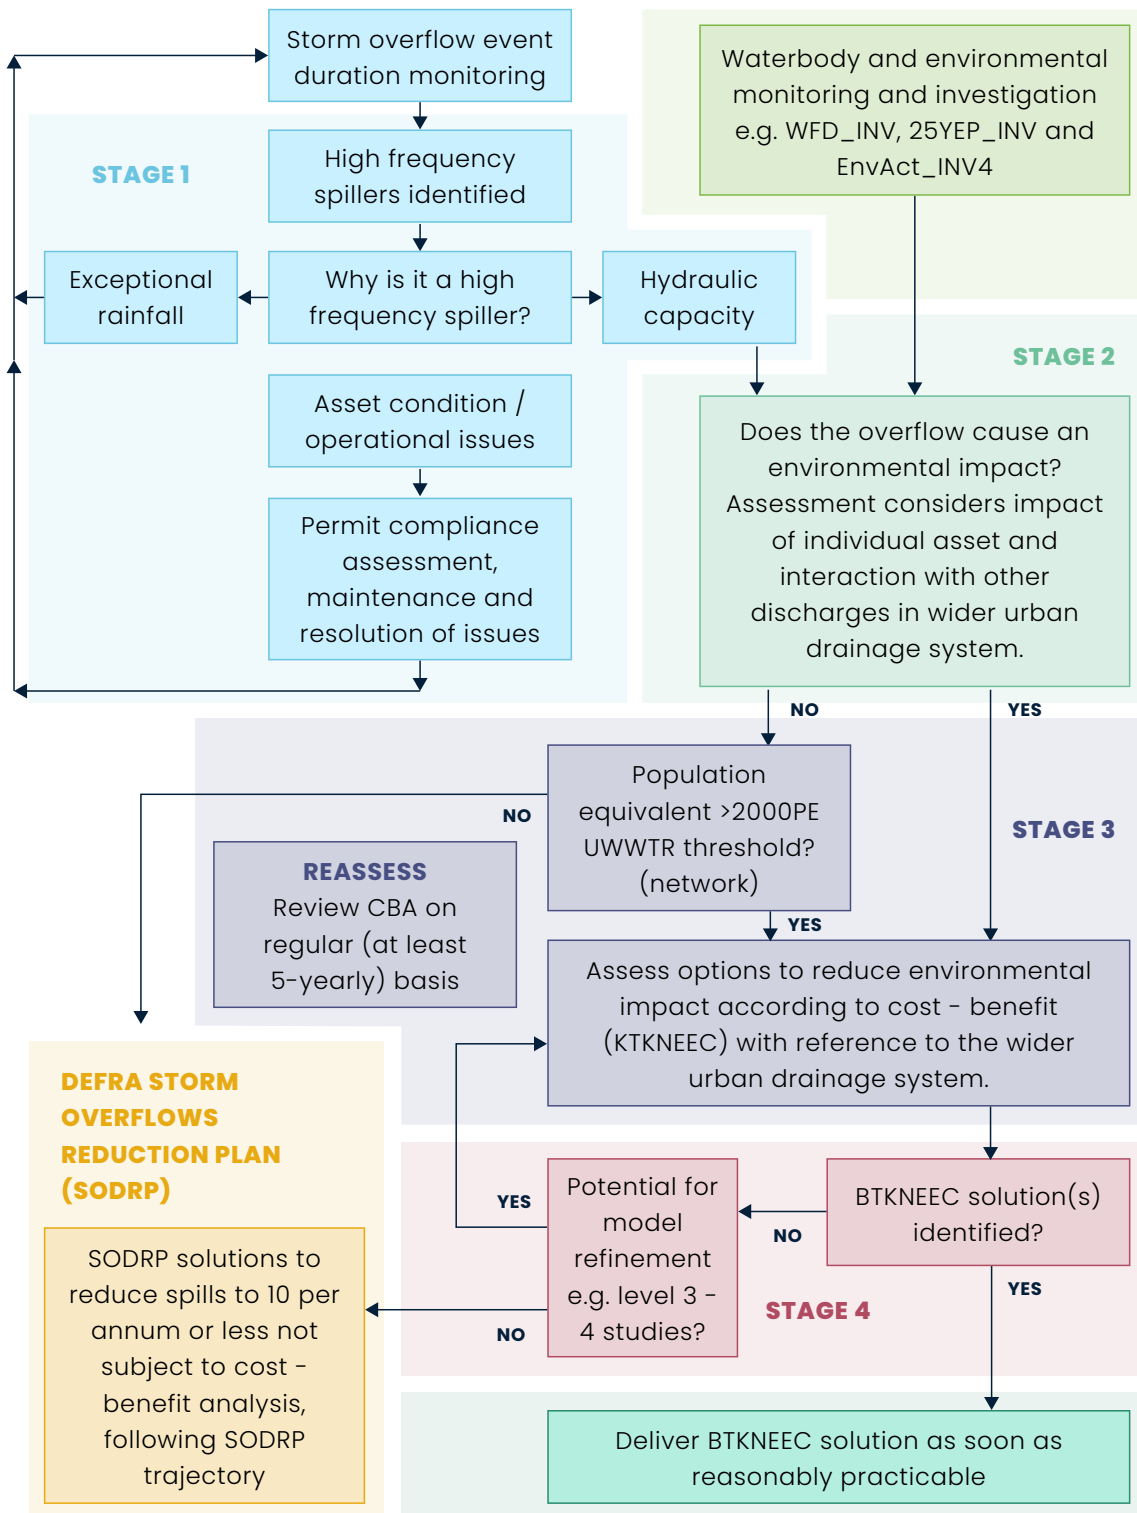 Storm overflow event
duration monitoring
Waterbody and environmental
monitoring and investigation
e.g. WFD_INV, 25YEP_INV and
EnvAct_INV4
STAGE 1
High frequency
spillers identified
Exceptional
rainfall
Why is it a high
frequency spiller?
Hydraulic
capacity
STAGE 2
Asset condition /
operational issues
Permit compliance
assessment,
maintenance and
resolution of issues
Does the overflow cause an
environmental impact?
Assessment considers impact
of individual asset and
interaction with other
discharges in wider urban
drainage system.
NO
YES
Population
equivalent >2000PE
UWWTR threshold?
(network)
NO
STAGE 3
REASSESS
Review CBA on
regular (at least
5-yearly) basis
YES
Assess options to reduce environmental
impact according to cost - benefit
(KTKNEEC) with reference to the wider
urban drainage system.
DEFRA STORM
OVERFLOWS
REDUCTION PLAN
(SODRP)
YES
Potential for
model
refinement
e.g. level 3 -
4 studies?
NO
BTKNEEC solution(s)
identified?
YES
NO
STAGE 4
SODRP solutions to
reduce spills to 10 per
annum or less not
subject to cost -
benefit analysis,
following SODRP
trajectory
Deliver BTKNEEC solution as soon as
reasonably practicable